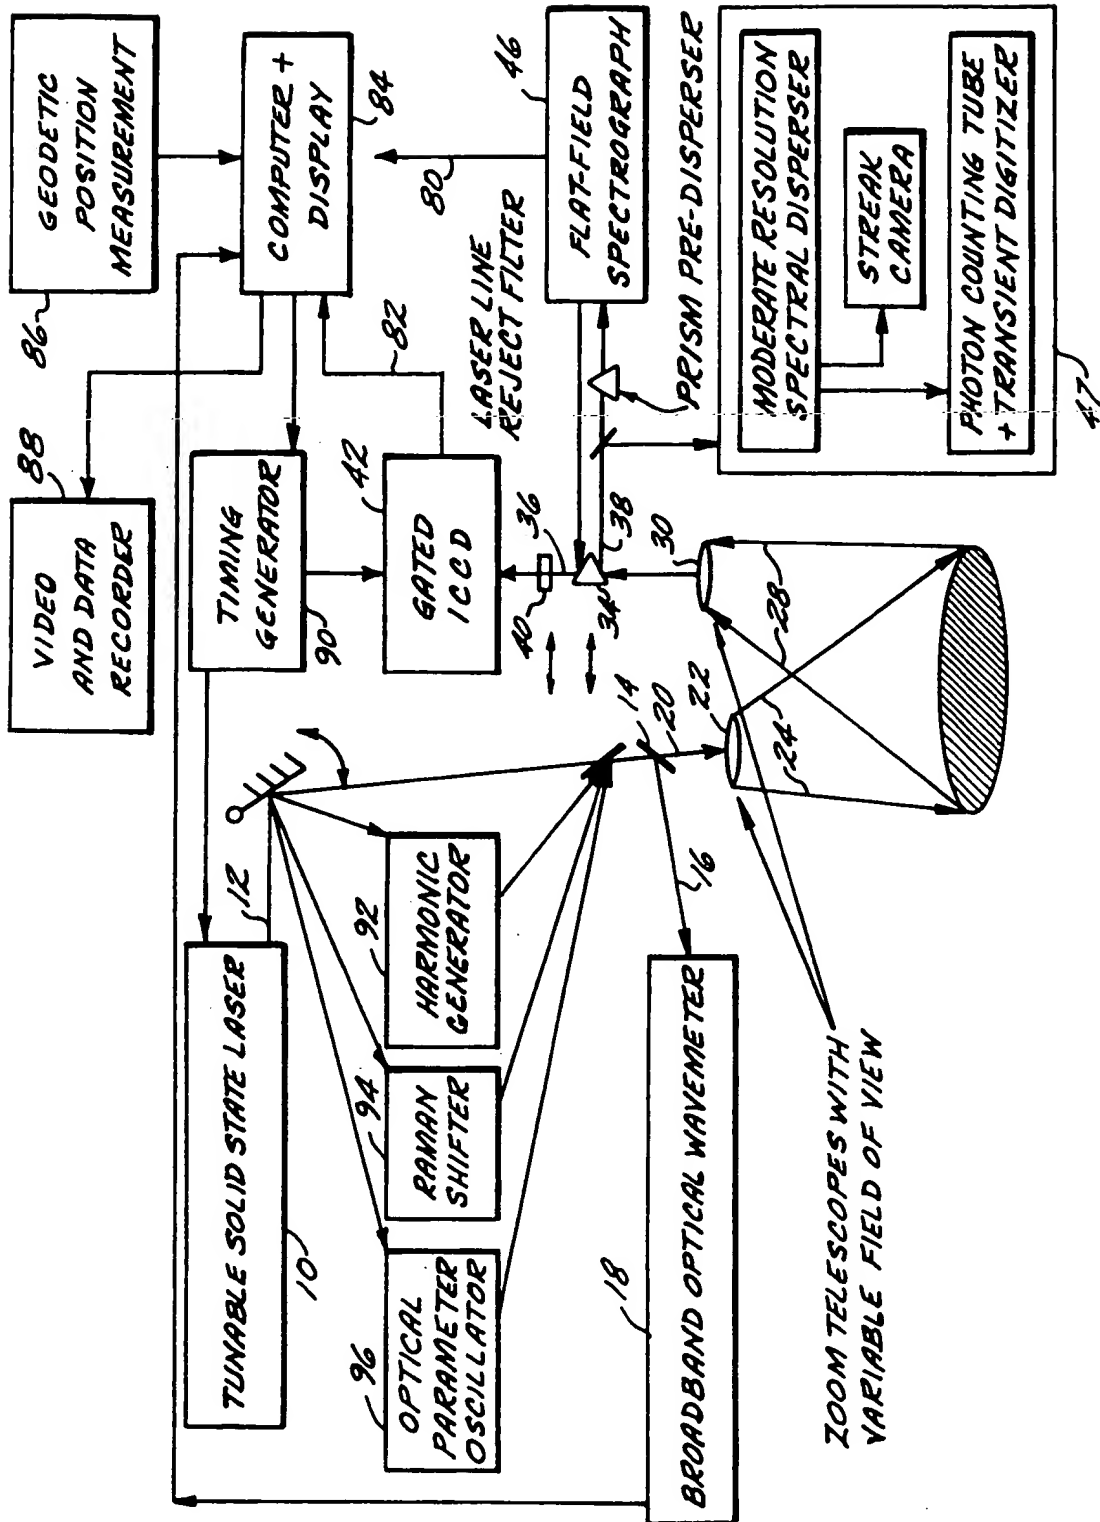 GEODETIC
POSITION
MEASUREMENT
86
COMPUTER +
DISPLAY
84
80
FLAT-FIELD
SPECTROGRAPH
46
PRISM PRE-DISPERSER
MODERATE RESOLUTION
SPECTRAL DISPERSER
STREAK
CAMERA
PHOTON COUNTING TUBE
+ TRANSIENT DIGITIZER
47
VIDEO
AND DATA
RECORDER
88
TIMING
GENERATOR
90
82
GATED
ICCD
42
LASER LINE
REJECT FILTER
36
40
34
38
30
28
TUNABLE SOLID STATE LASER
10
12
HARMONIC
GENERATOR
92
RAMAN
SHIFTER
94
OPTICAL
PARAMETER
OSCILLATOR
96
14
16
20
22
24
BROADBAND OPTICAL WAVEMETER
18
ZOOM TELESCOPES WITH
VARIABLE FIELD OF VIEW